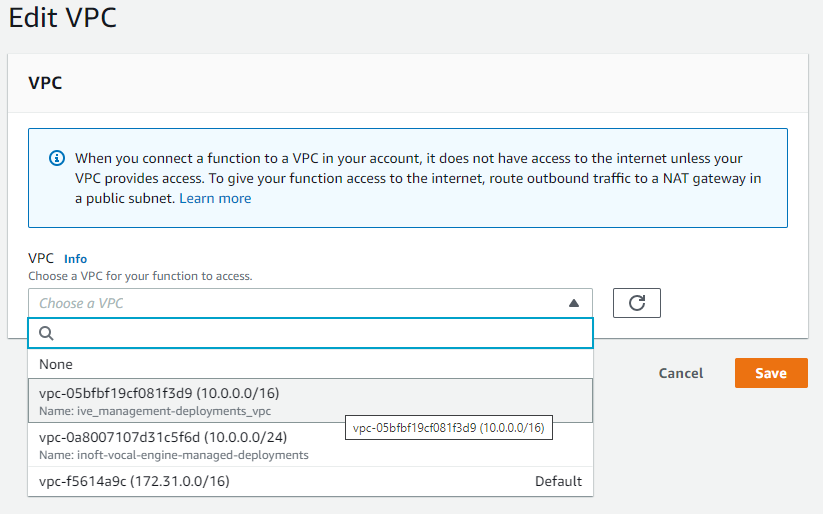 Edit VPC
VPC
When you connect a function to a VPC in your account, it does not have access to the internet unless your
VPC provides access. To give your function access to the internet, route outbound traffic to a NAT gateway in
a public subnet. Learn more
VPC Info
Choose a VPC for your function to access.
Choose a VPC
None
vpc-05bfbf19cf081f3d9 (10.0.0.0/16)
Name: ive_management-deployments_vpc
vpc-05bfbf19cf081f3d9 (10.0.0.0/16)
vpc-0a8007107d31c5f6d (10.0.0.0/24)
Name: inoft-vocal-engine-managed-deployments
vpc-f5614a9c (172.31.0.0/16) Default
Cancel Save